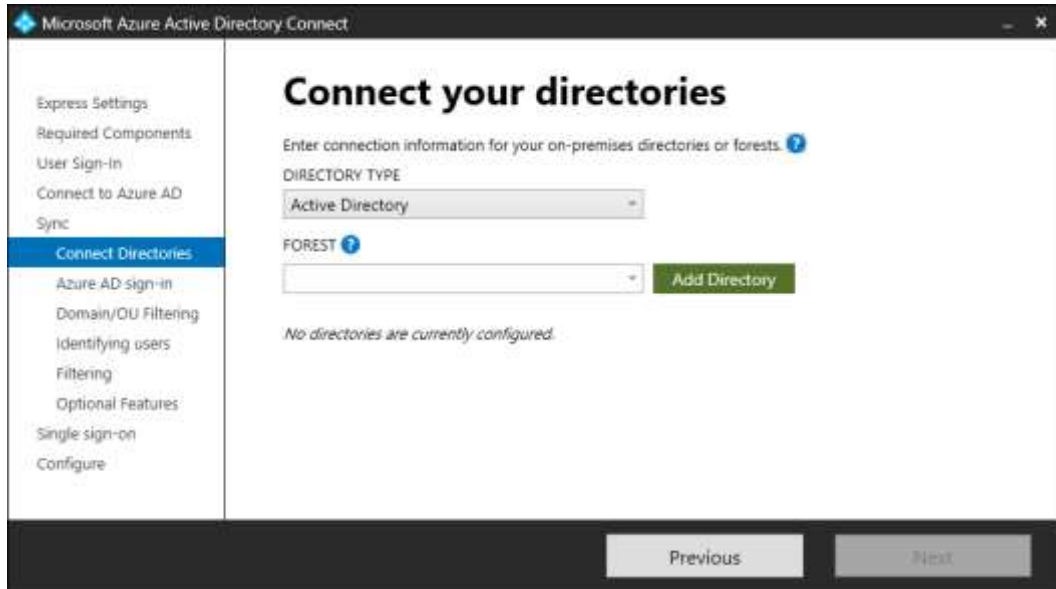 Microsoft Azure Active Directory Connect
Express Settings
Required Components
User Sign-In
Connect to Azure AD
Sync
Connect Directories
Azure AD sign-in
Domain/OU Filtering
Identifying users
Filtering
Optional Features
Single sign-on
Configure
Connect your directories
Enter connection information for your on-premises directories or forests. ?
DIRECTORY TYPE
Active Directory
FOREST ?
Add Directory
No directories are currently configured.
Previous
Next